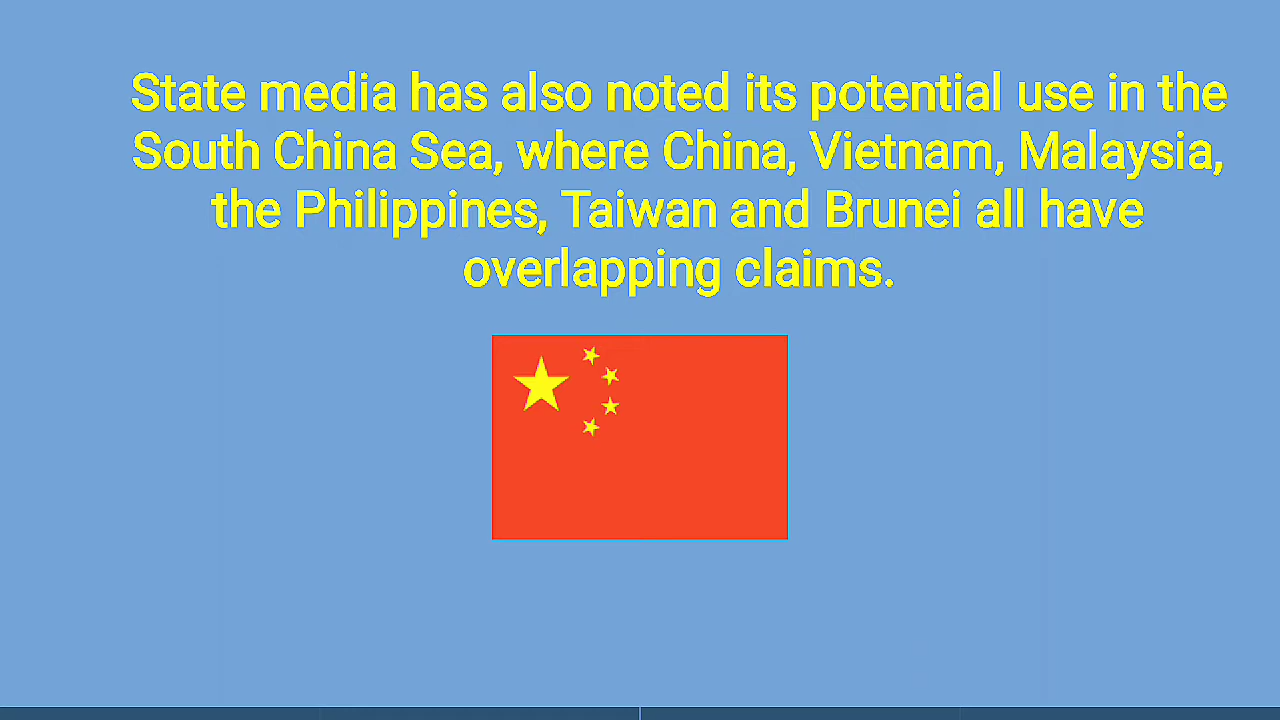 State media has also noted its potential use in the
South China Sea, where China, Vietnam, Malaysia,
the Philippines, Taiwan and Brunei all have
overlapping claims.